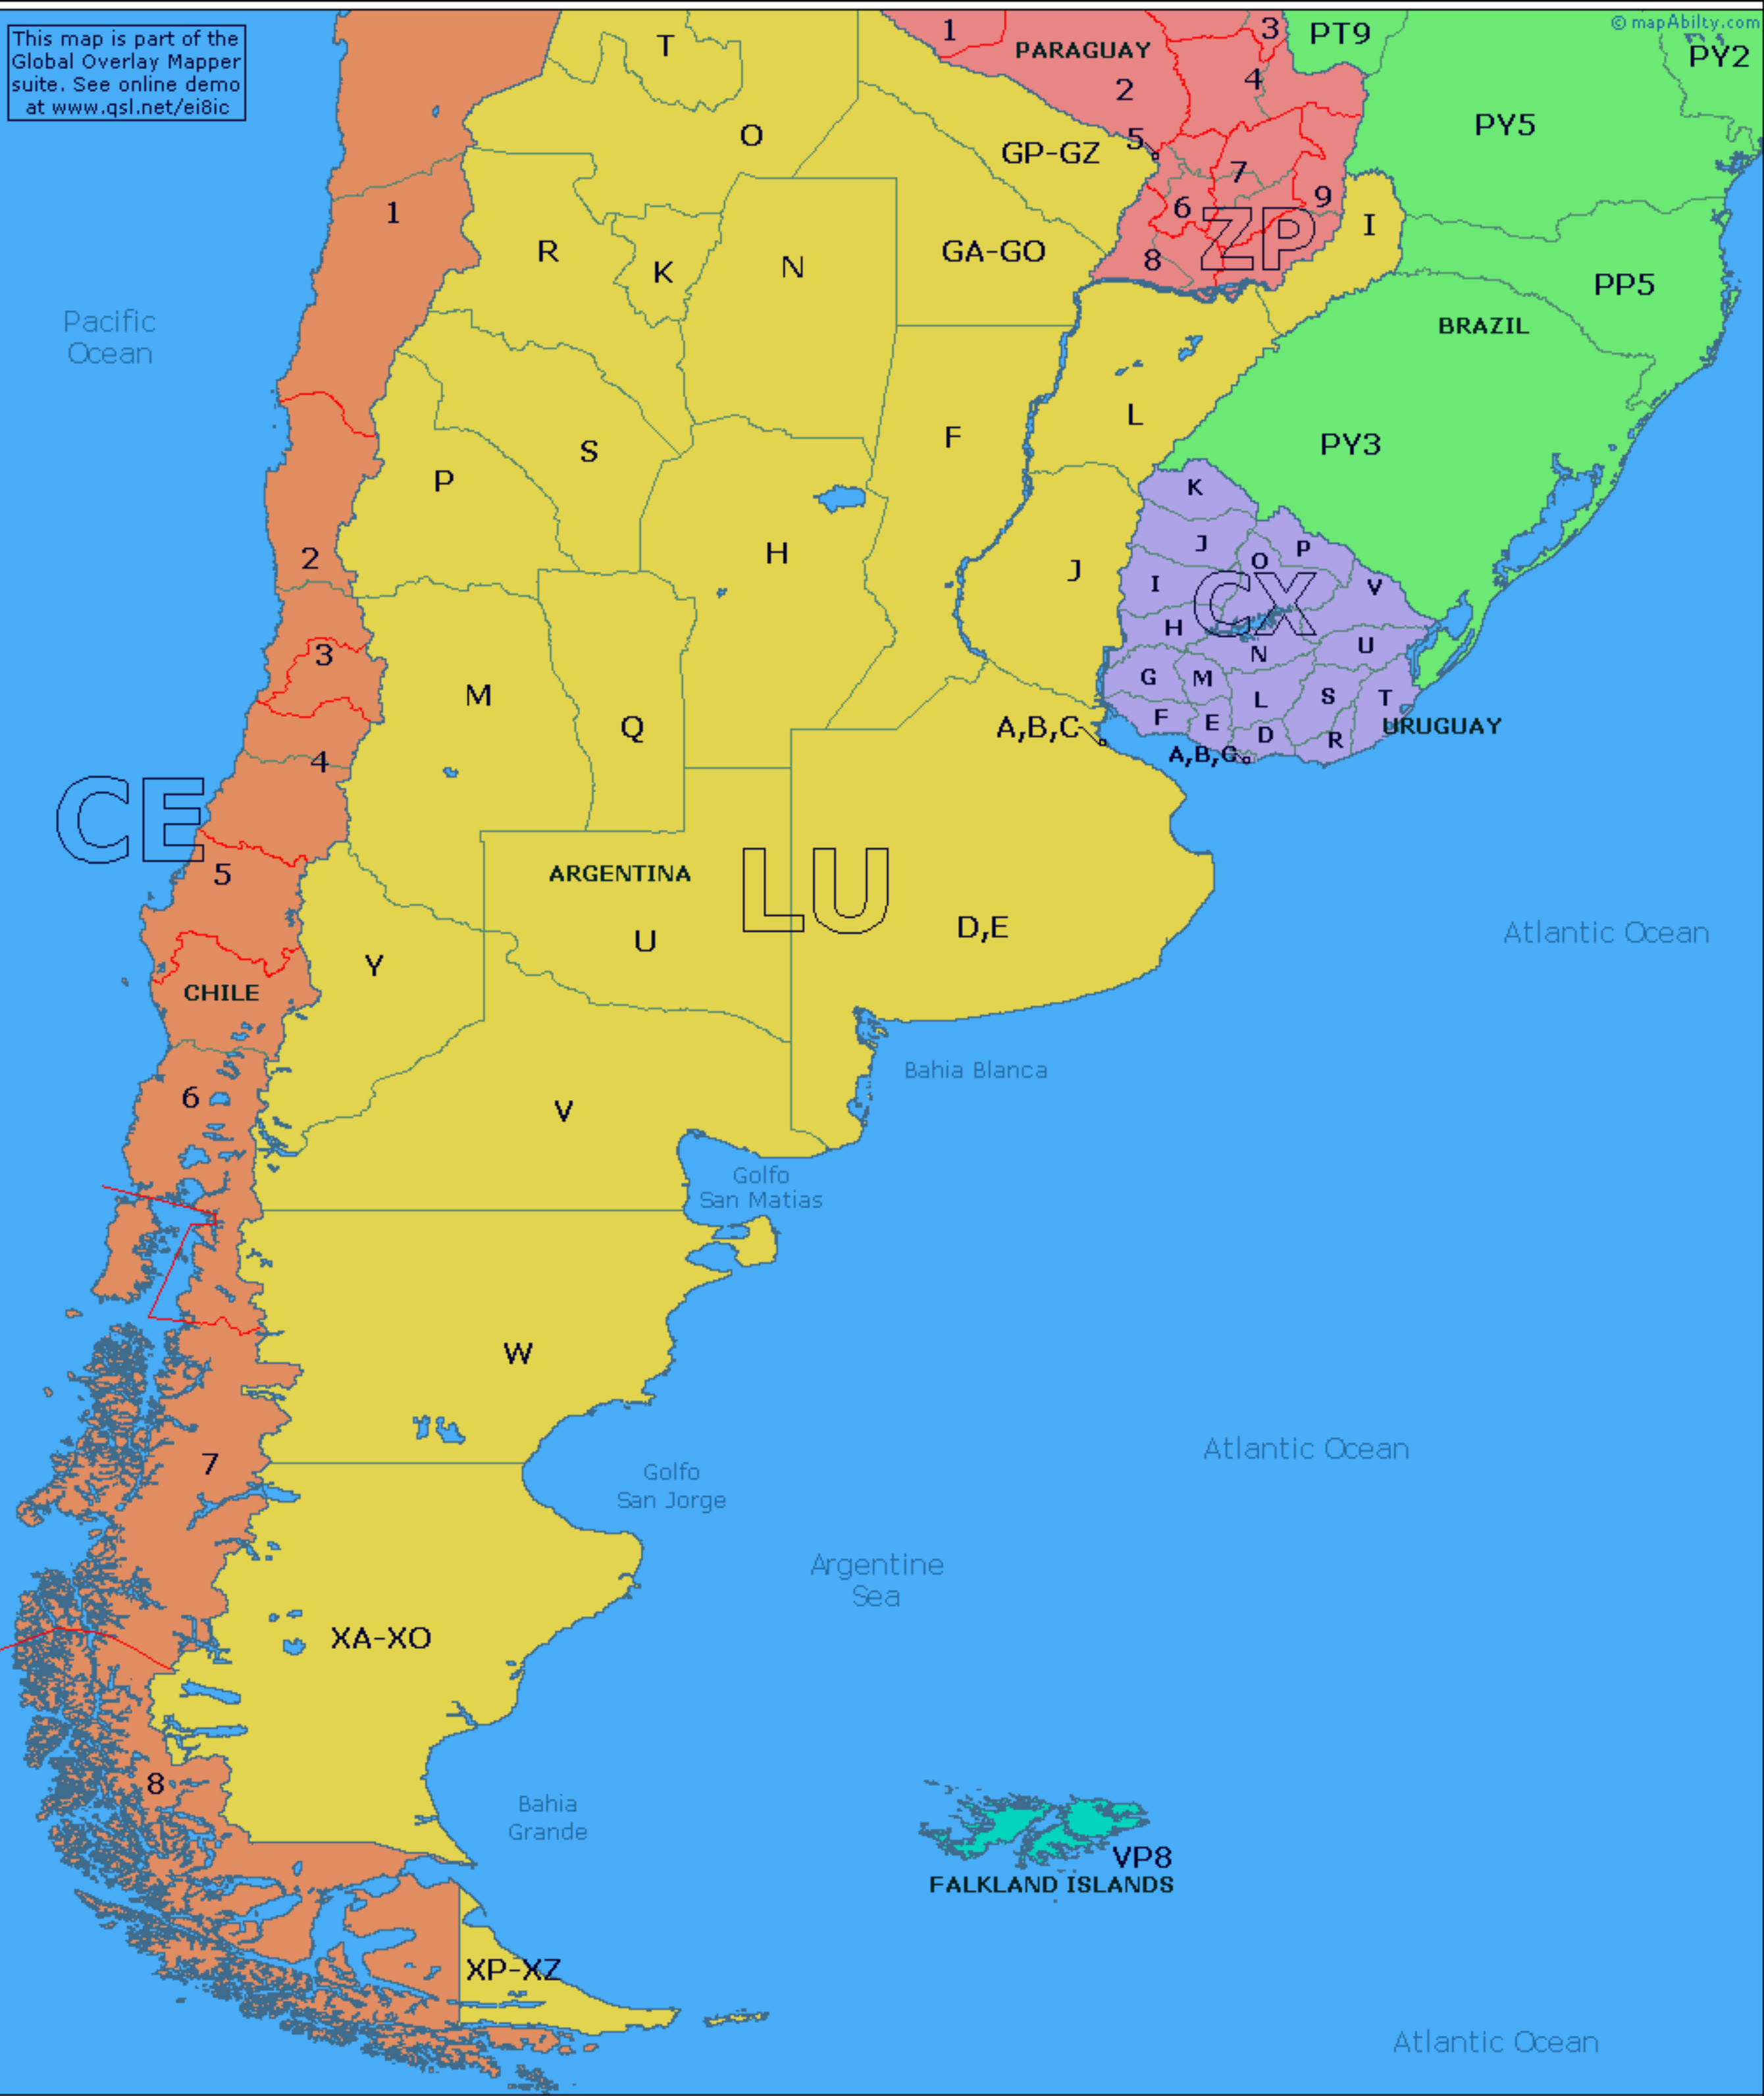 This map is part of the
Global Overlay Mapper
suite. See online demo
at www.qsl.net/ei8ic
© mapAbilty.com
1
PARAGUAY
3
PT9
PY2
T
4
2
PY5
O
5
GP-GZ
7
9
6
1
ZP
I
R
K
N
GA-GO
8
PP5
Pacific
Ocean
BRAZIL
L
F
PY3
S
P
K
H
J
P
O
2
J
I
CX
V
H
3
N
U
M
G
M
L
S
T
Q
A,B,C
F
E
D
R
URUGUAY
A,B,C
4
CE
5
ARGENTINA
LU
D,E
Atlantic Ocean
U
Y
CHILE
Bahia Blanca
6
V
Golfo
San Matias
W
Atlantic Ocean
7
Golfo
San Jorge
Argentine
Sea
XA-XO
8
Bahia
Grande
VP8
FALKLAND ISLANDS
XP-XZ
Atlantic Ocean